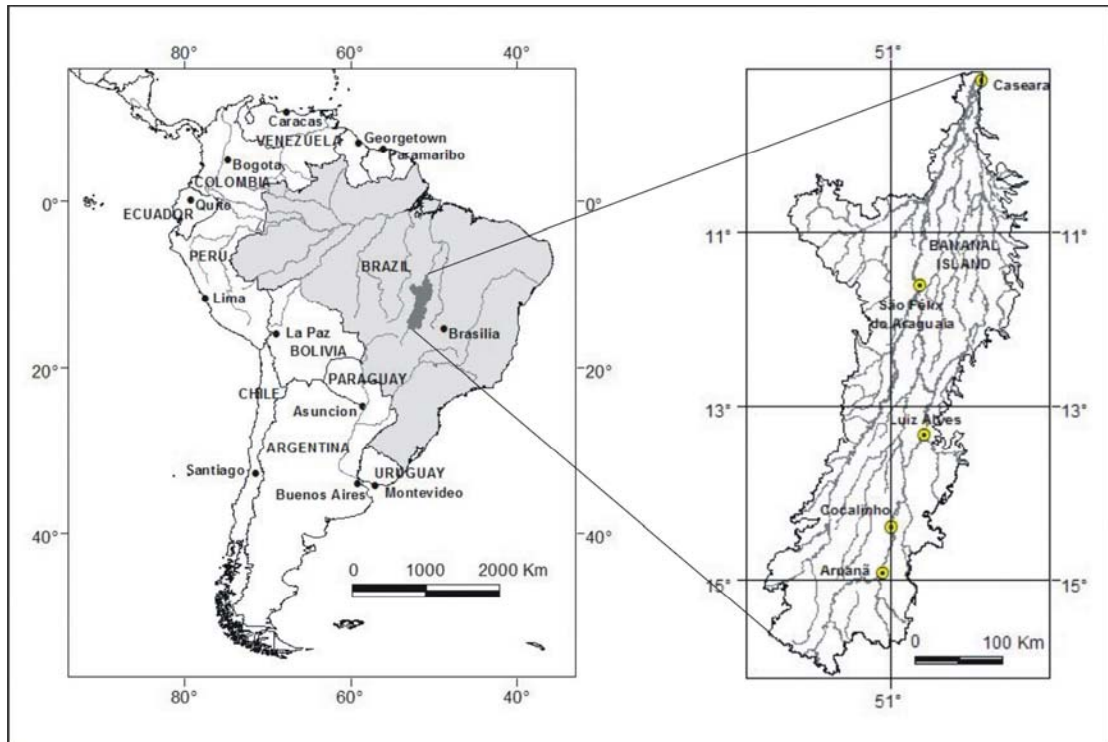 80°
60°
40°
Caracas
VENEZUELA
Georgetown
Paramaribo
Bogota
COLOMBIA
0°
Quito
0°
ECUADOR
PERU
BRAZIL
Lima
La Paz
Brasilia
BOLIVIA
20°
PARAGUAY
20°
CHILE
Asuncion
ARGENTINA
Santiago
URUGUAY
Buenos Aires
Montevideo
40°
0 1000 2000 Km
40°
80°
60°
40°
51°
Caseara
11°
11°
BANANAL
ISLAND
São Félix
do Araguaia
13°
13°
Luiz Alves
Cocalinho
Aruanã
15°
15°
0 100 Km
51°